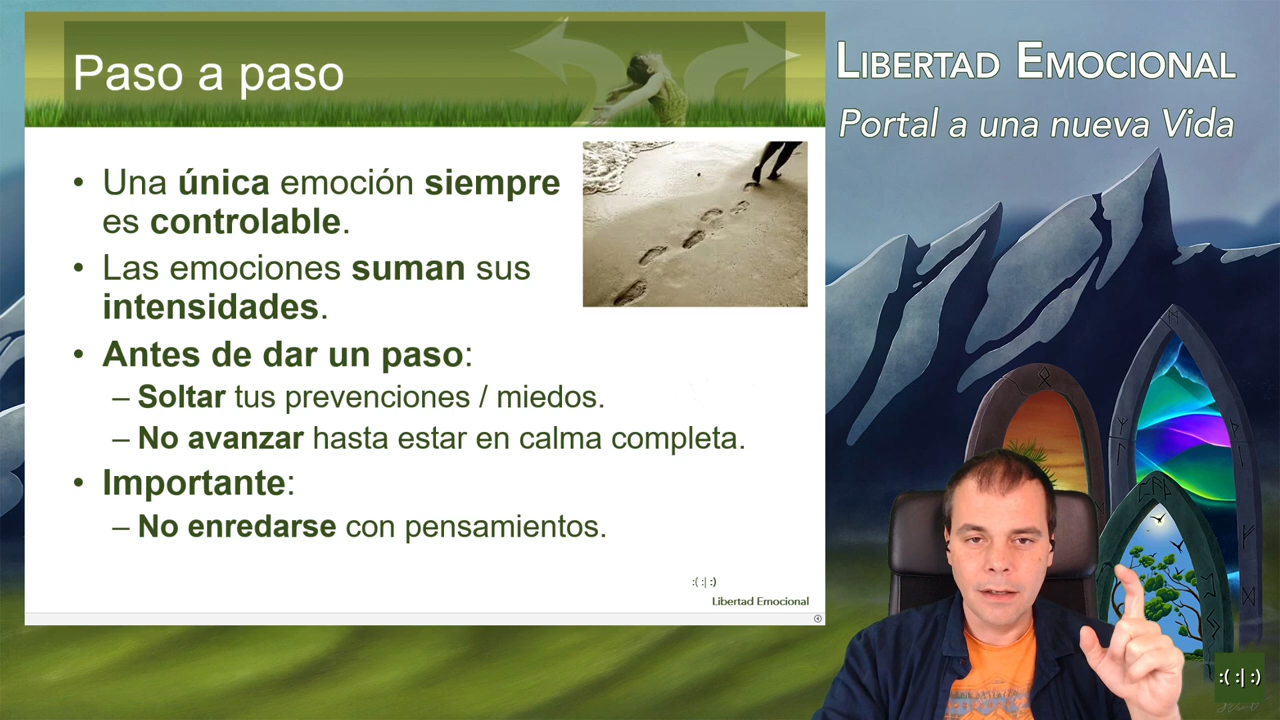 Paso a paso
• Una única emoción siempre
es controlable.
• Las emociones suman sus
intensidades.
• Antes de dar un paso:
– Soltar tus prevenciones / miedos.
– No avanzar hasta estar en calma completa.
• Importante:
– No enredarse con pensamientos.
:( :| :)
Libertad Emocional
LIBERTAD EMOCIONAL
Portal a una nueva Vida
:( :| :)